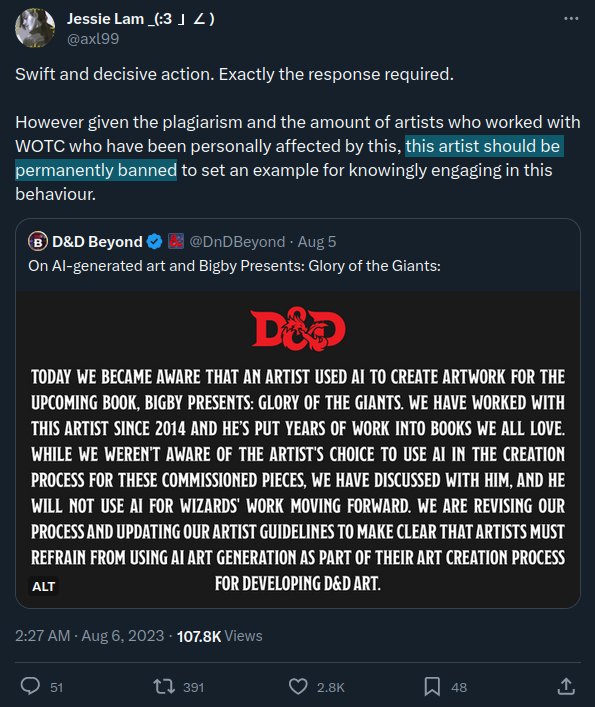 Jessie Lam _(:3 」∠ )
@axl99
Swift and decisive action. Exactly the response required.
However given the plagiarism and the amount of artists who worked with
WOTC who have been personally affected by this, this artist should be
permanently banned to set an example for knowingly engaging in this
behaviour.
B D&D Beyond @DnDBeyond · Aug 5
On AI-generated art and Bigby Presents: Glory of the Giants:
D&D
TODAY WE BECAME AWARE THAT AN ARTIST USED AI TO CREATE ARTWORK FOR THE
UPCOMING BOOK, BIGBY PRESENTS: GLORY OF THE GIANTS. WE HAVE WORKED WITH
THIS ARTIST SINCE 2014 AND HE'S PUT YEARS OF WORK INTO BOOKS WE ALL LOVE.
WHILE WE WEREN'T AWARE OF THE ARTIST'S CHOICE TO USE AI IN THE CREATION
PROCESS FOR THESE COMMISSIONED PIECES, WE HAVE DISCUSSED WITH HIM, AND HE
WILL NOT USE AI FOR WIZARDS' WORK MOVING FORWARD. WE ARE REVISING OUR
PROCESS AND UPDATING OUR ARTIST GUIDELINES TO MAKE CLEAR THAT ARTISTS MUST
REFRAIN FROM USING AI ART GENERATION AS PART OF THEIR ART CREATION PROCESS
FOR DEVELOPING D&D ART.
ALT
2:27 AM · Aug 6, 2023 · 107.8K Views
51 391 2.8K 48